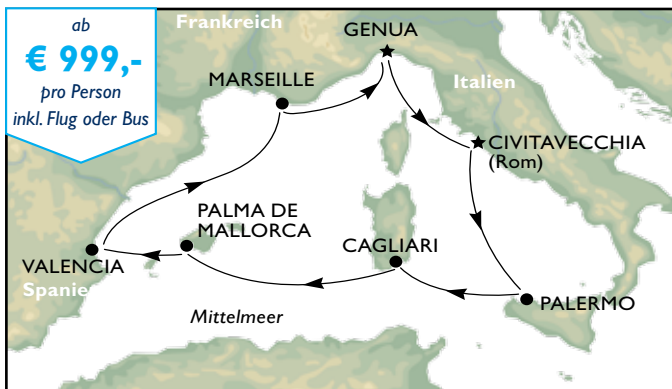 ab
€ 999,-
pro Person
inkl. Flug oder Bus
Frankreich
GENUA
MARSEILLE
Italien
CIVITAVECCHIA
(Rom)
PALMA DE
MALLORCA
CAGLIARI
VALENCIA
Spanie
PALERMO
Mittelmeer